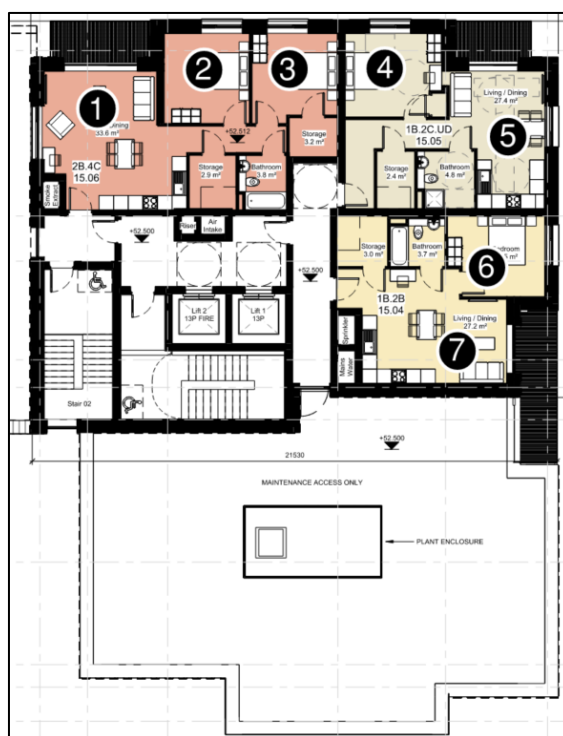 1
2
3
4
5
6
7
Dining
33.6 m²
2B.4C
15.06
Smoke
Extract
+52.512
Storage
3.2 m²
Storage
2.9 m²
Bathroom
3.8 m²
1B.2C.UD
15.05
Living / Dining
27.4 m²
Storage
2.4 m²
Bathroom
4.8 m²
+52.500
Riser
Air
Intake
+52.500
Lift 2
13P FIRE
Lift 1
13P
Storage
3.0 m²
Bathroom
3.7 m²
1B.2B
15.04
Living / Dining
27.2 m²
Sprinkler
Mains
Water
Stair 02
+52.500
21530
MAINTENANCE ACCESS ONLY
PLANT ENCLOSURE